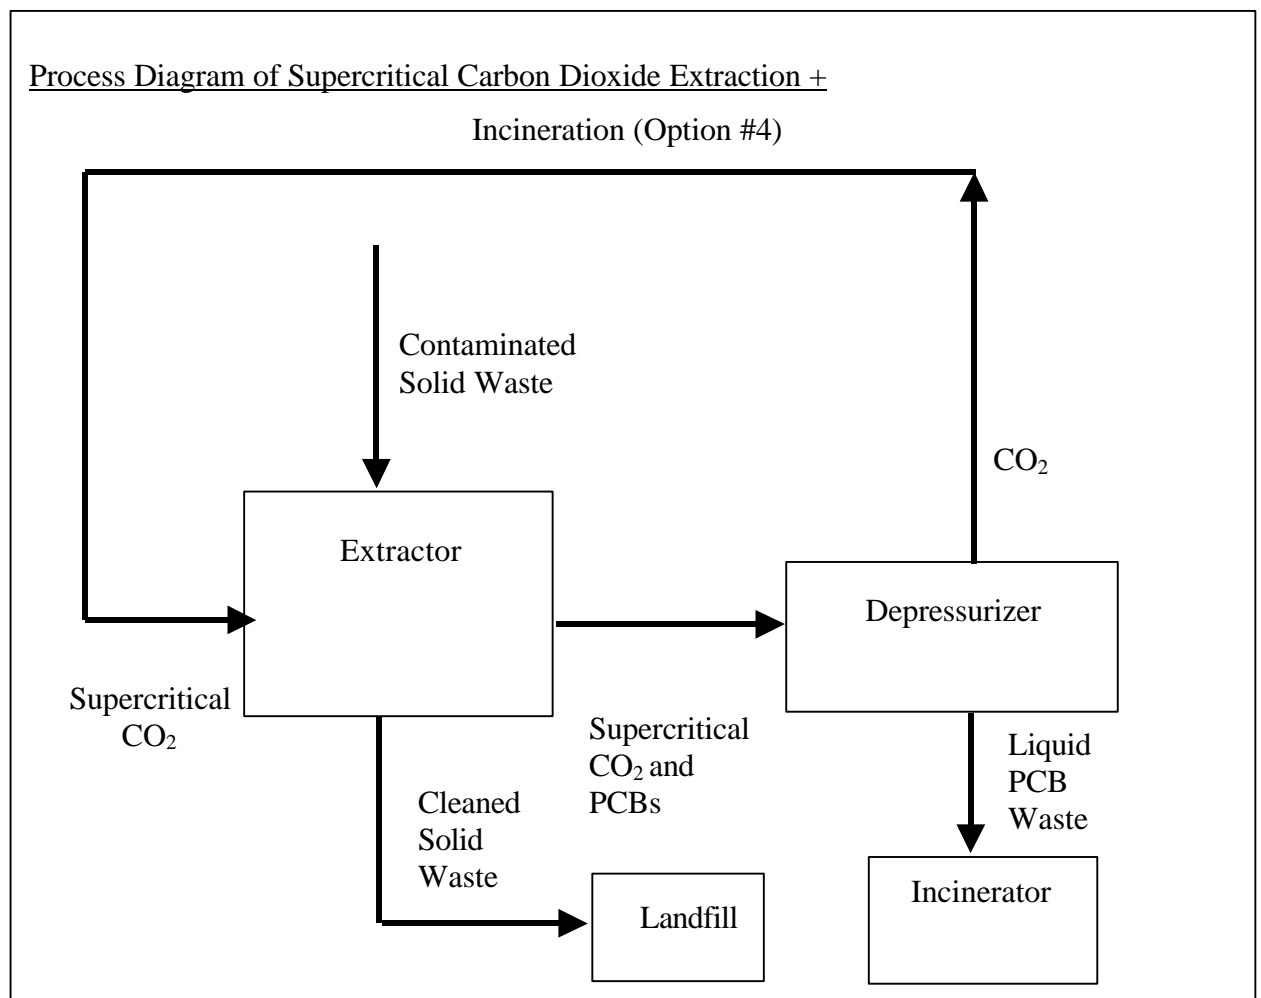 Process Diagram of Supercritical Carbon Dioxide Extraction +
Incineration (Option #4)
Contaminated
Solid Waste
CO₂
Extractor
Depressurizer
Supercritical
CO₂
Supercritical
CO₂ and
PCBs
Liquid
PCB
Waste
Cleaned
Solid
Waste
Landfill
Incinerator